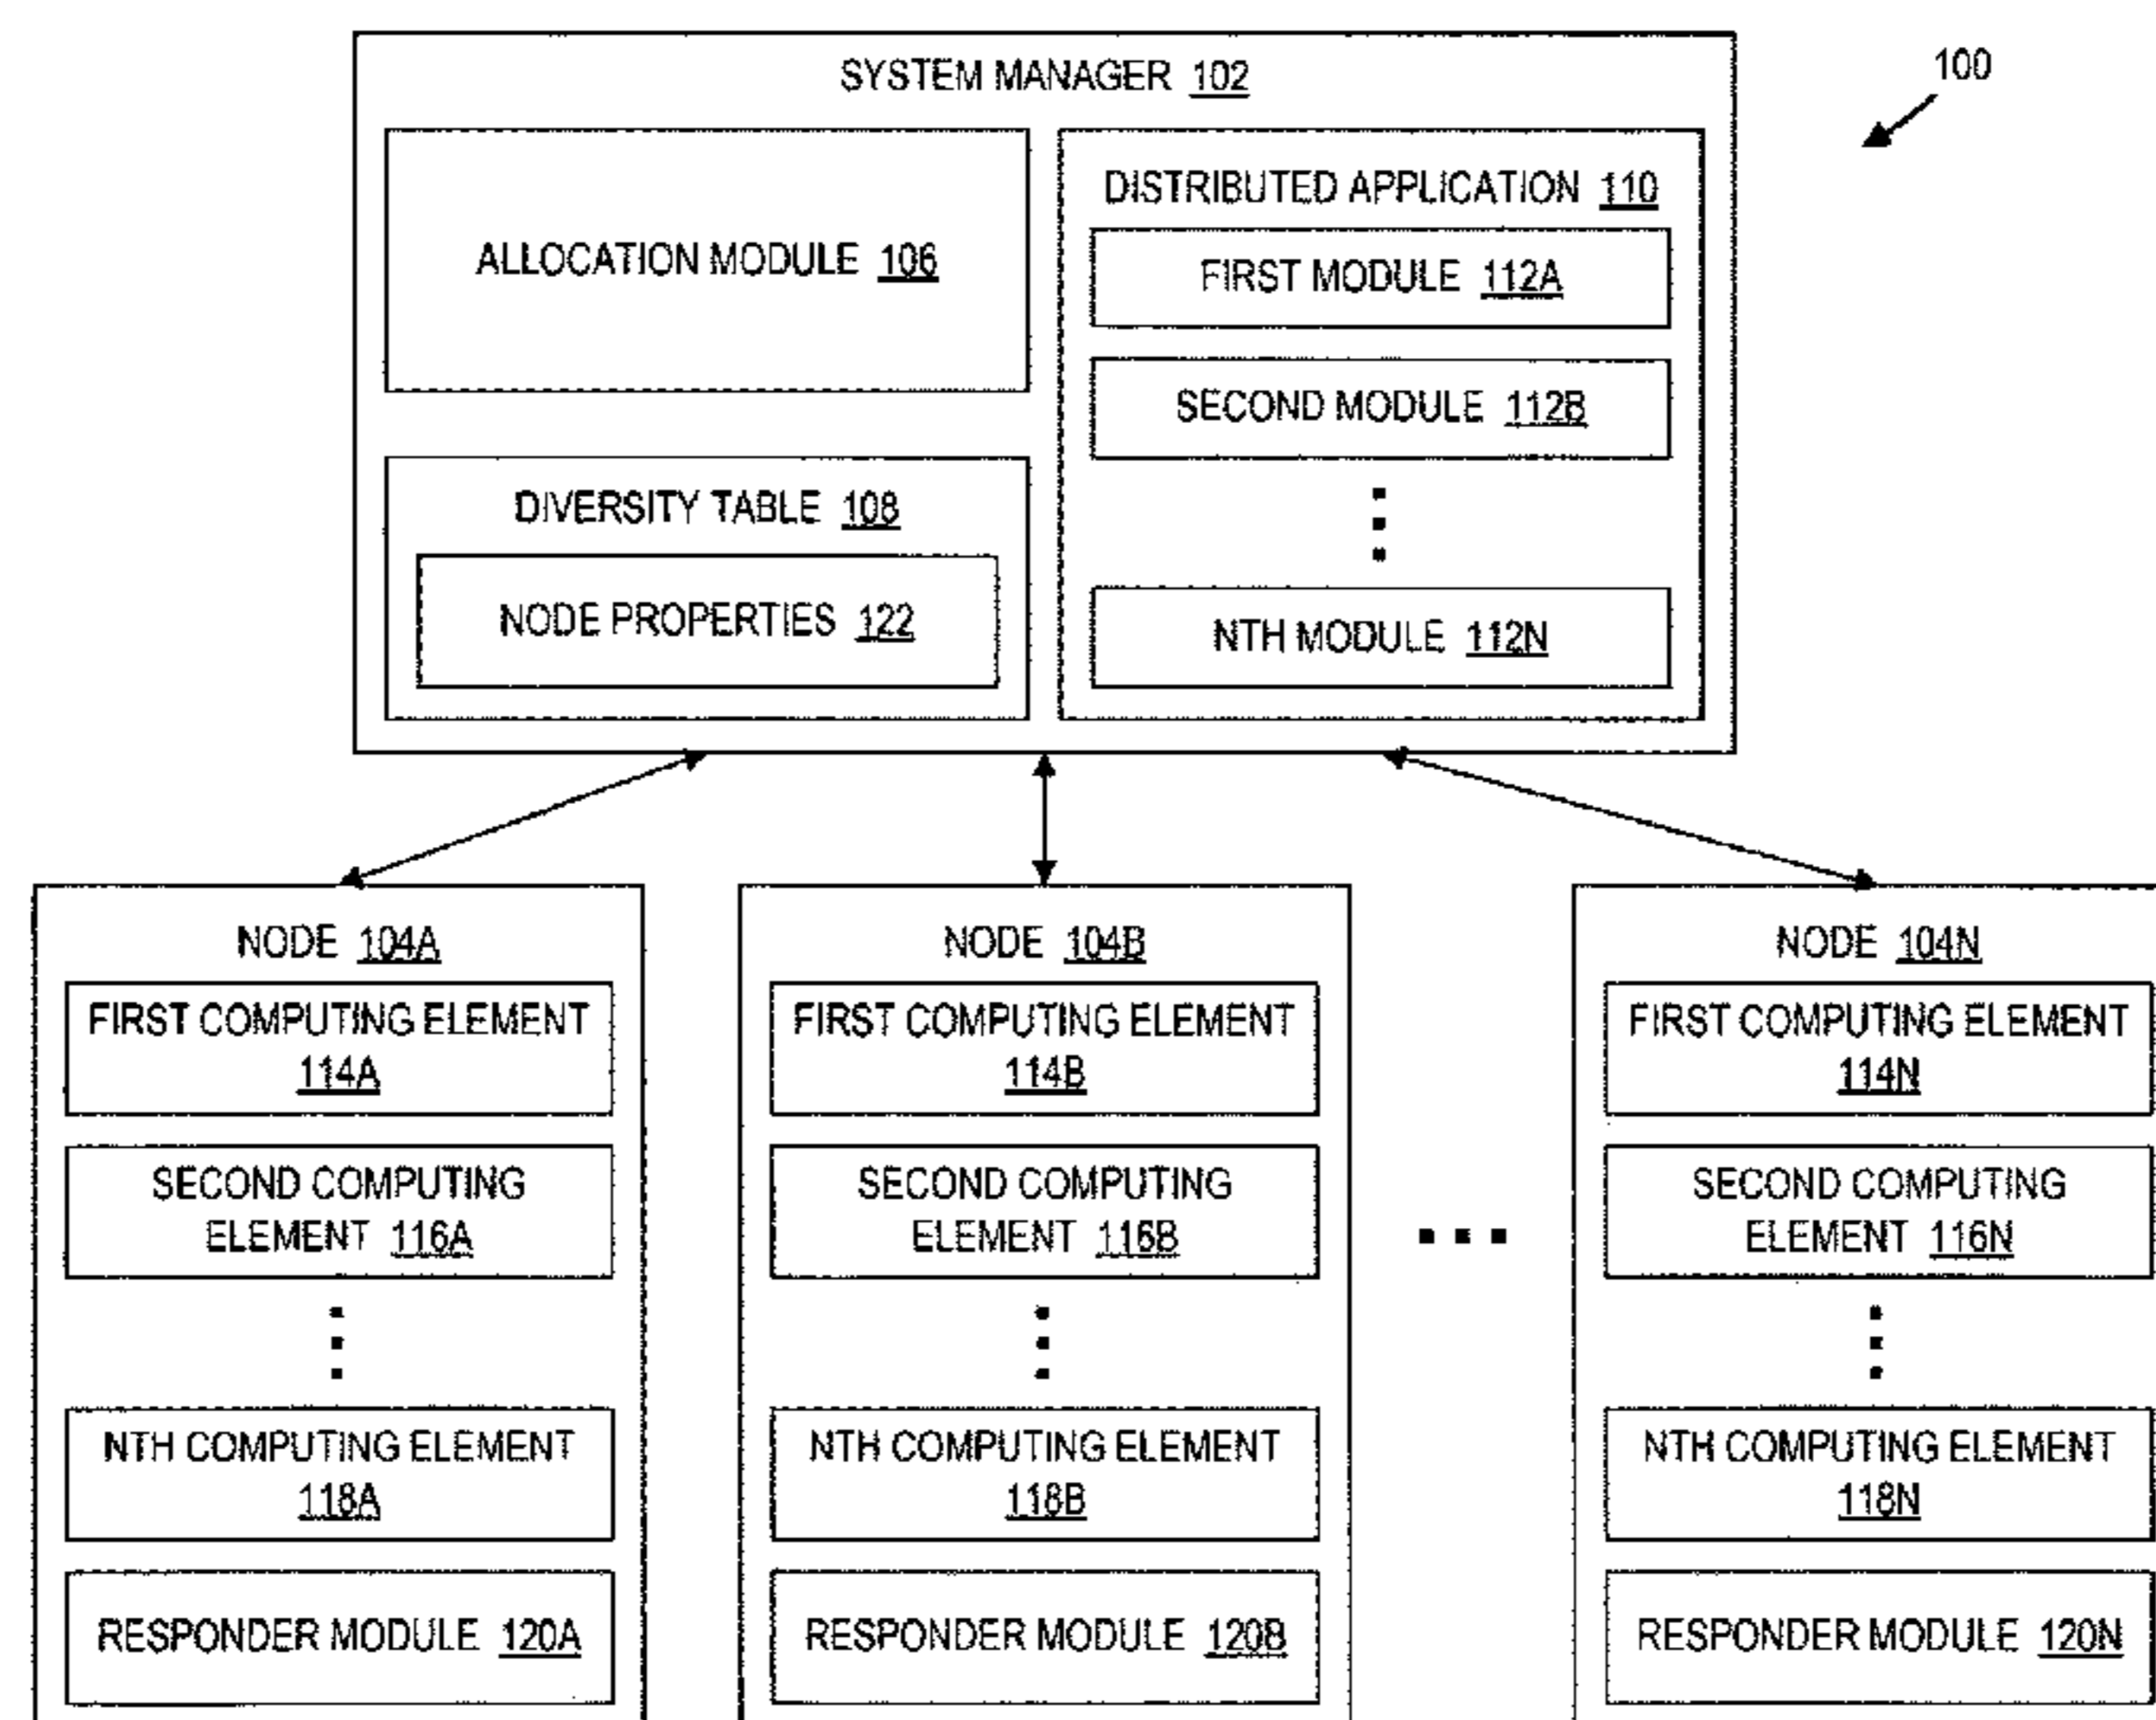 SYSTEM MANAGER 102
100
ALLOCATION MODULE 106
DISTRIBUTED APPLICATION 110
FIRST MODULE 112A
SECOND MODULE 112B
NTH MODULE 112N
DIVERSITY TABLE 108
NODE PROPERTIES 122
NODE 104A
FIRST COMPUTING ELEMENT
114A
SECOND COMPUTING
ELEMENT 116A
NTH COMPUTING ELEMENT
118A
RESPONDER MODULE 120A
NODE 104B
FIRST COMPUTING ELEMENT
114B
SECOND COMPUTING
ELEMENT 116B
NTH COMPUTING ELEMENT
118B
RESPONDER MODULE 120B
NODE 104N
FIRST COMPUTING ELEMENT
114N
SECOND COMPUTING
ELEMENT 116N
NTH COMPUTING ELEMENT
118N
RESPONDER MODULE 120N